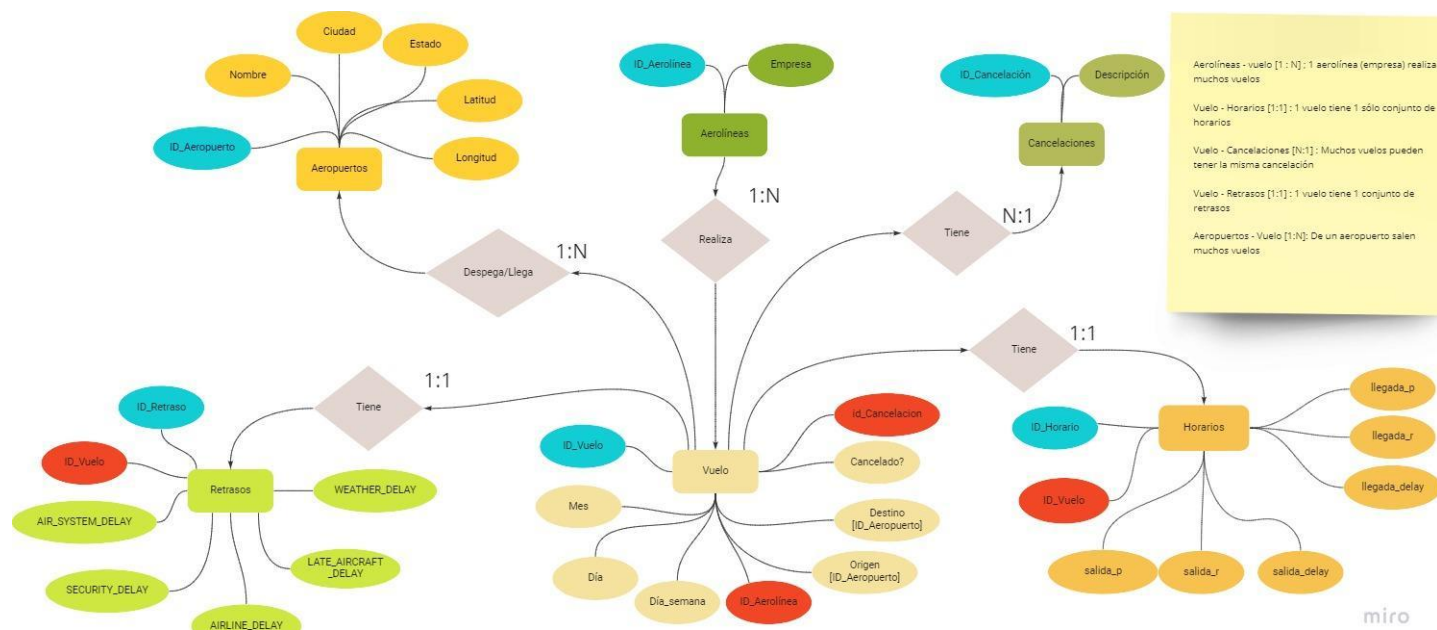 Ciudad
Estado
Nombre
Latitud
ID_Aeropuerto
Longitud
Aeropuertos
ID_Aerolínea
Empresa
Aerolíneas
ID_Cancelación
Descripción
Cancelaciones
Aerolíneas - vuelo [1 : N] ; 1 aerolínea (empresa) realiza
muchos vuelos
Vuelo - Horarios [1:1] : 1 vuelo tiene 1 sólo conjunto de
horarios
Vuelo - Cancelaciones [N:1] : Muchos vuelos pueden
tener la misma cancelación
Vuelo - Retrasos [1:1] : 1 vuelo tiene 1 conjunto de
retrasos
Aeropuertos - Vuelo [1:N]: De un aeropuerto salen
muchos vuelos
1:N
Despega/Llega
1:N
Realiza
N:1
Tiene
1:1
Tiene
1:1
Tiene
ID_Retraso
ID_Vuelo
Retrasos
WEATHER_DELAY
AIR_SYSTEM_DELAY
LATE_AIRCRAFT
_DELAY
SECURITY_DELAY
AIRLINE_DELAY
id_Cancelacion
ID_Vuelo
Vuelo
Cancelado?
Mes
Destino
[ID_Aeropuerto]
Día
Origen
[ID_Aeropuerto]
Día_semana
ID_Aerolínea
llegada_p
ID_Horario
Horarios
llegada_r
ID_Vuelo
llegada_delay
salida_p
salida_r
salida_delay
miro